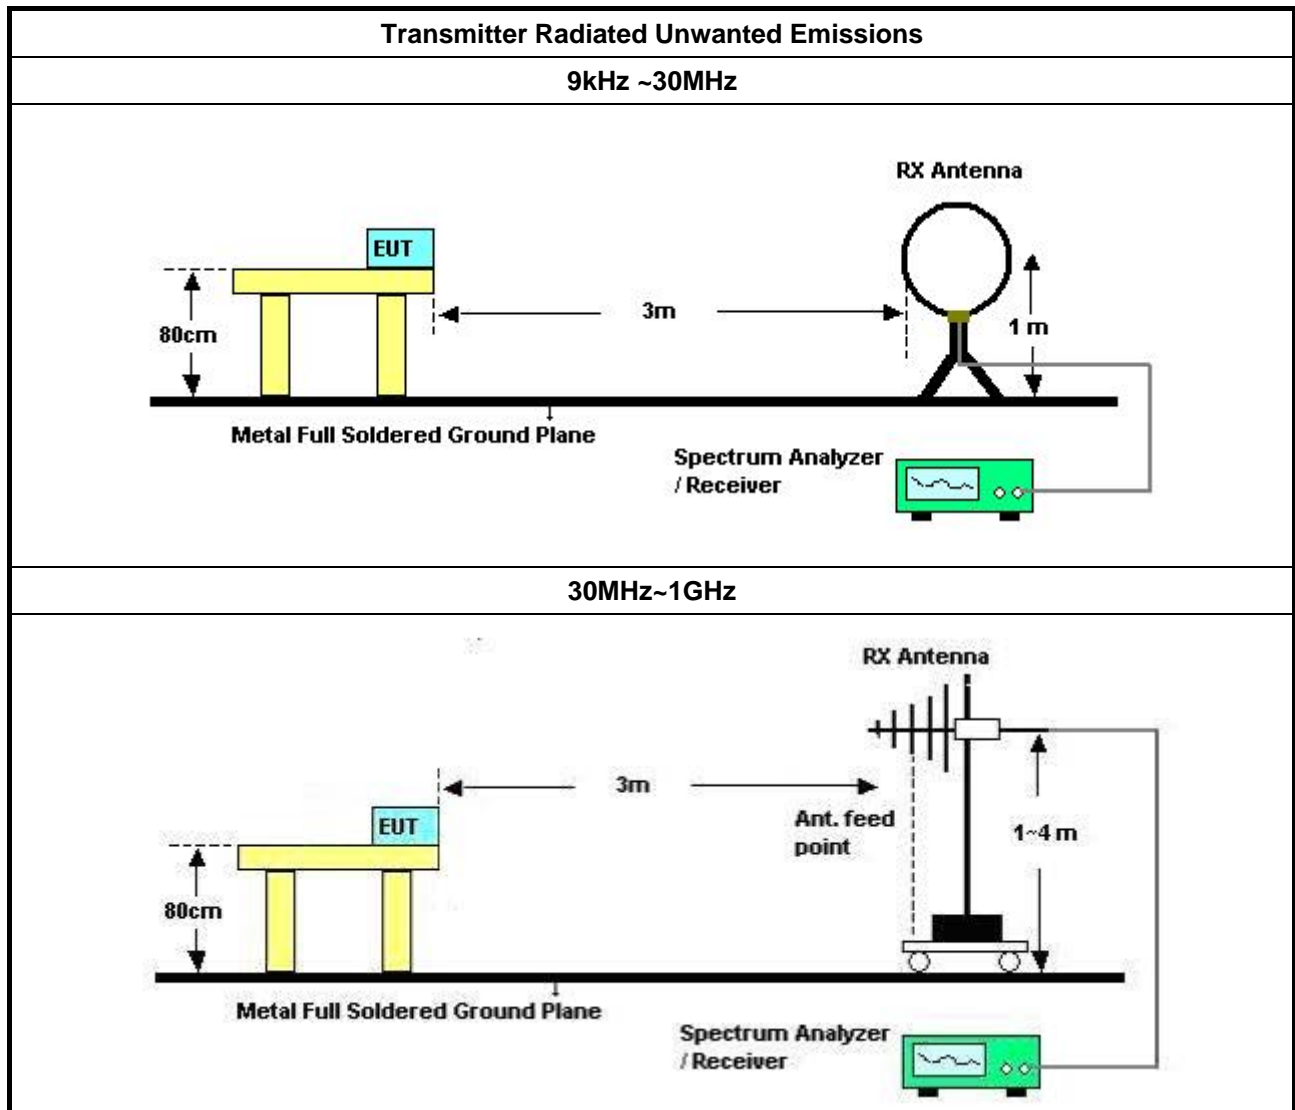 Transmitter Radiated Unwanted Emissions
9kHz ~30MHz
RX Antenna
EUT
3m
80cm
1 m
Metal Full Soldered Ground Plane
Spectrum Analyzer
/ Receiver
30MHz~1GHz
RX Antenna
3m
EUT
Ant. feed
point
1~4 m
80cm
Metal Full Soldered Ground Plane
Spectrum Analyzer
/ Receiver